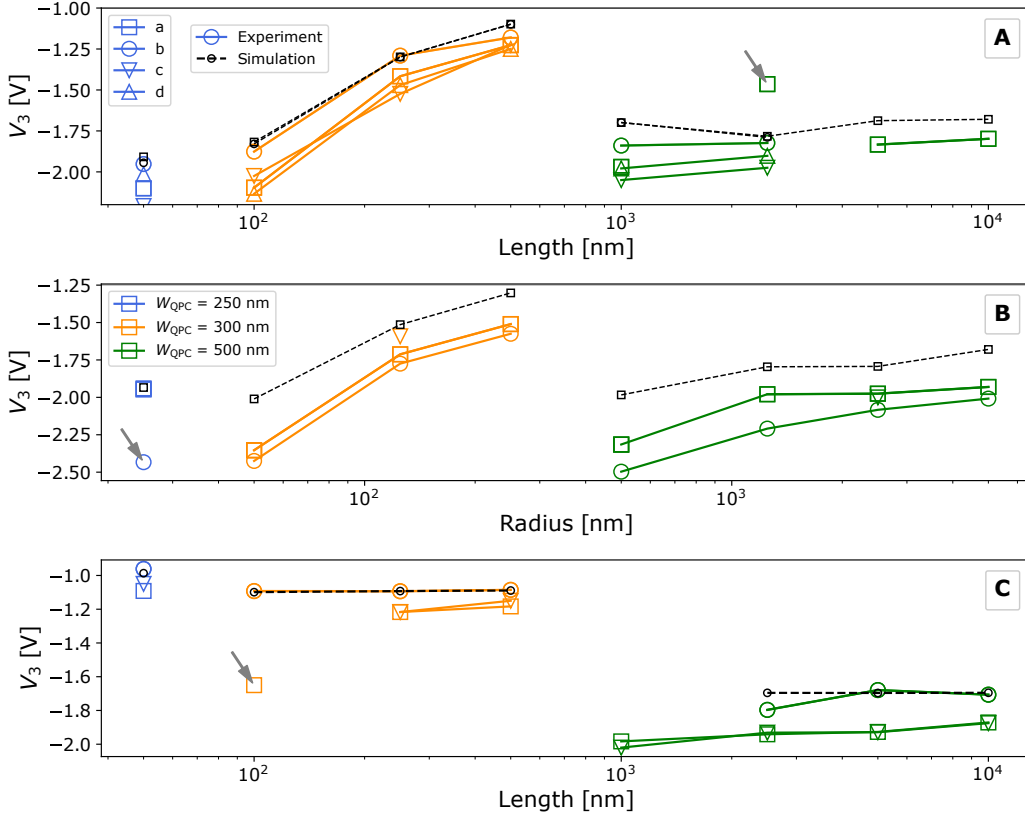 −1.00
−1.25
−1.50
−1.75
−2.00
V3 [V]
a
b
c
d
Experiment
Simulation
A
10^2
10^3
10^4
Length [nm]
−1.25
−1.50
−1.75
−2.00
−2.25
−2.50
V3 [V]
WQPC = 250 nm
WQPC = 300 nm
WQPC = 500 nm
B
10^2
10^3
Radius [nm]
−1.0
−1.2
−1.4
−1.6
−1.8
−2.0
V3 [V]
C
10^2
10^3
10^4
Length [nm]